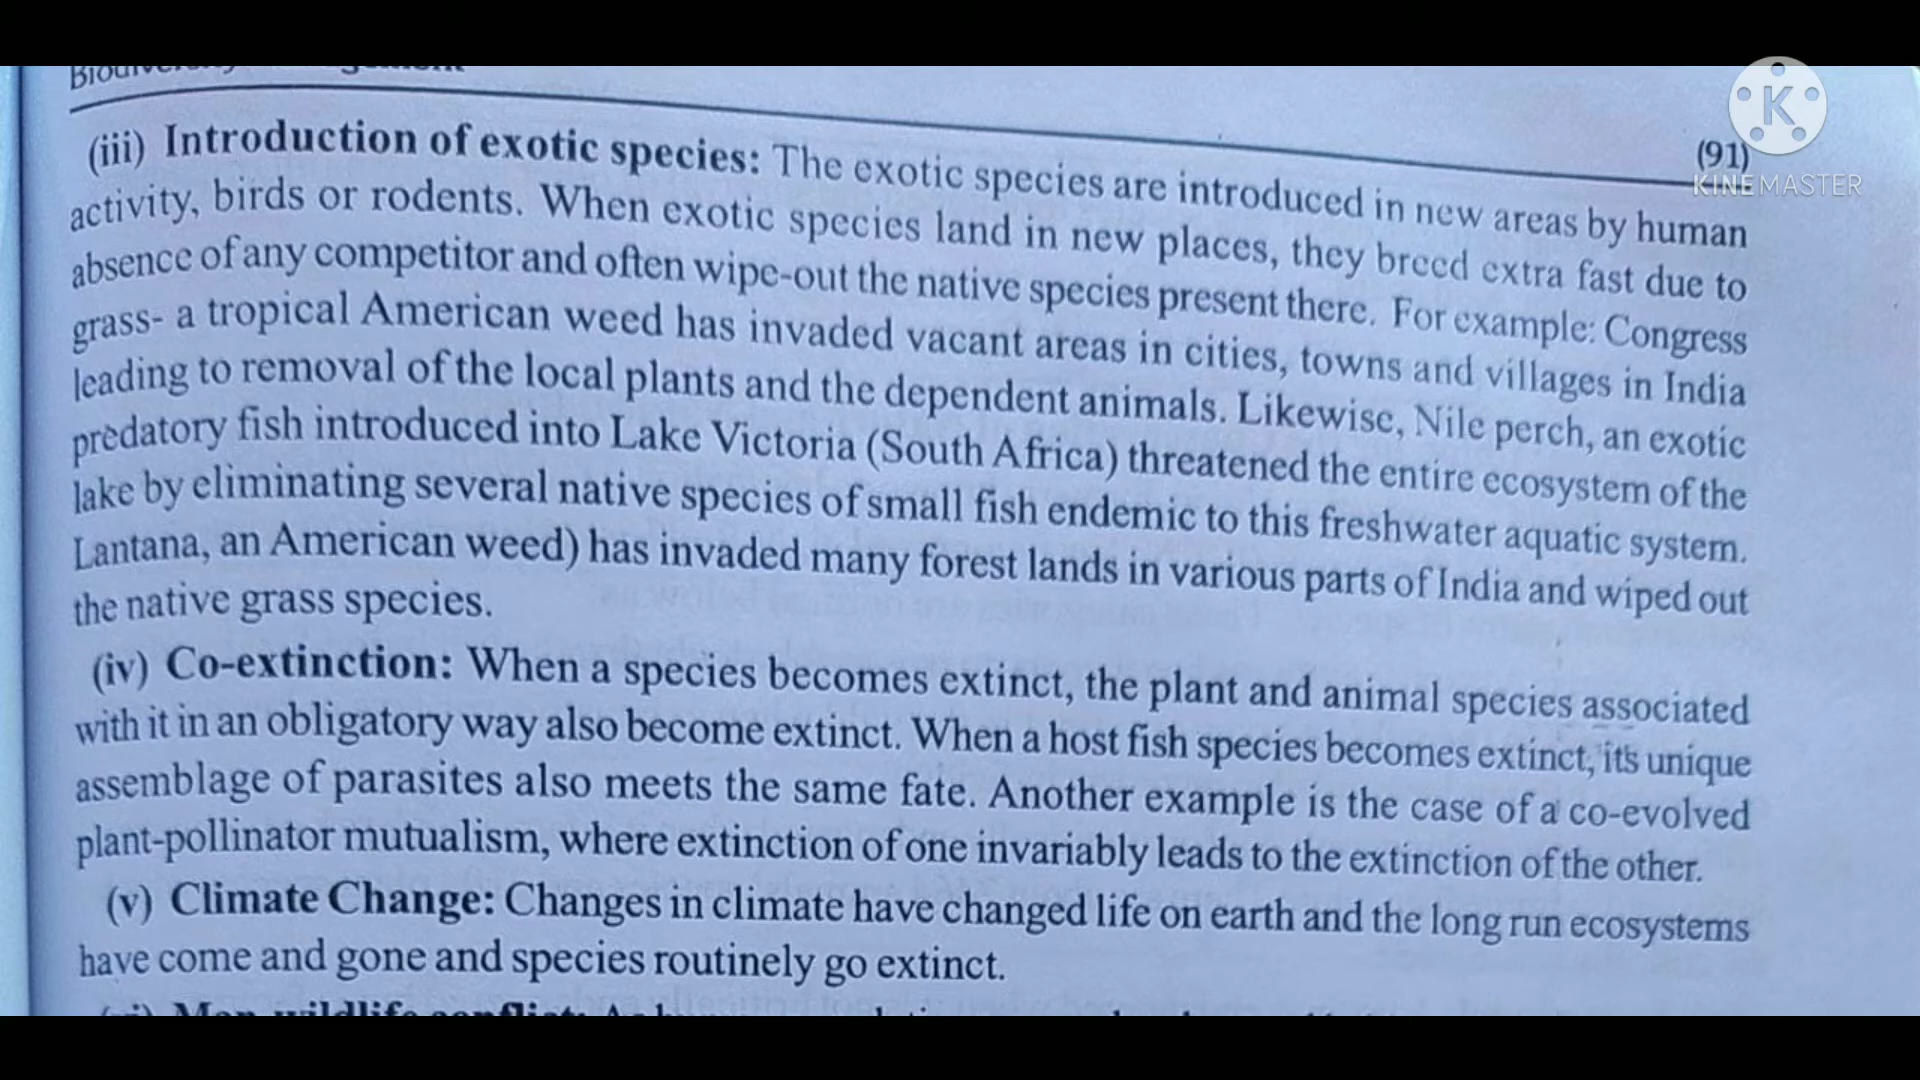 (91)
KINEMASTER
(iii) Introduction of exotic species: The exotic species are introduced in new areas by human
activity, birds or rodents. When exotic species land in new places, they breed extra fast due to
absence of any competitor and often wipe-out the native species present there. For example: Congress
grass- a tropical American weed has invaded vacant areas in cities, towns and villages in India
leading to removal of the local plants and the dependent animals. Likewise, Nile perch, an exotic
predatory fish introduced into Lake Victoria (South Africa) threatened the entire ecosystem of the
lake by eliminating several native species of small fish endemic to this freshwater aquatic system.
Lantana, an American weed) has invaded many forest lands in various parts of India and wiped out
the native grass species.
(iv) Co-extinction: When a species becomes extinct, the plant and animal species associated
with it in an obligatory way also become extinct. When a host fish species becomes extinct, its unique
assemblage of parasites also meets the same fate. Another example is the case of a co-evolved
plant-pollinator mutualism, where extinction of one invariably leads to the extinction of the other.
(v) Climate Change: Changes in climate have changed life on earth and the long run ecosystems
have come and gone and species routinely go extinct.